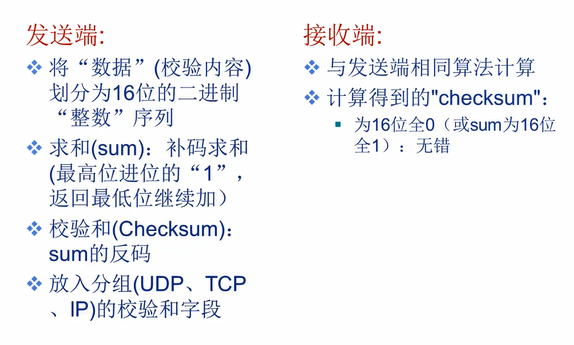 发送端:
将“数据”(校验内容)
划分为16位的二进制
“整数”序列
求和(sum)：补码求和
(最高位进位的“1”，
返回最低位继续加）
校验和(Checksum)：
sum的反码
放入分组(UDP、TCP
、IP)的校验和字段
接收端:
与发送端相同算法计算
计算得到的"checksum"：
为16位全0（或sum为16位
全1）：无错